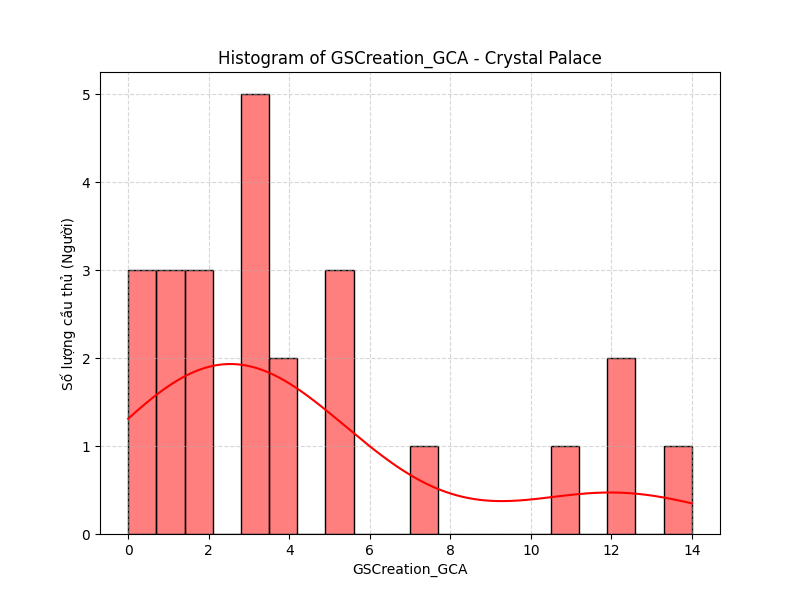 Histogram of GSCreation_GCA - Crystal Palace
Số lượng cầu thủ (Người)
5
4
3
2
1
0
0 2 4 6 8 10 12 14
GSCreation_GCA